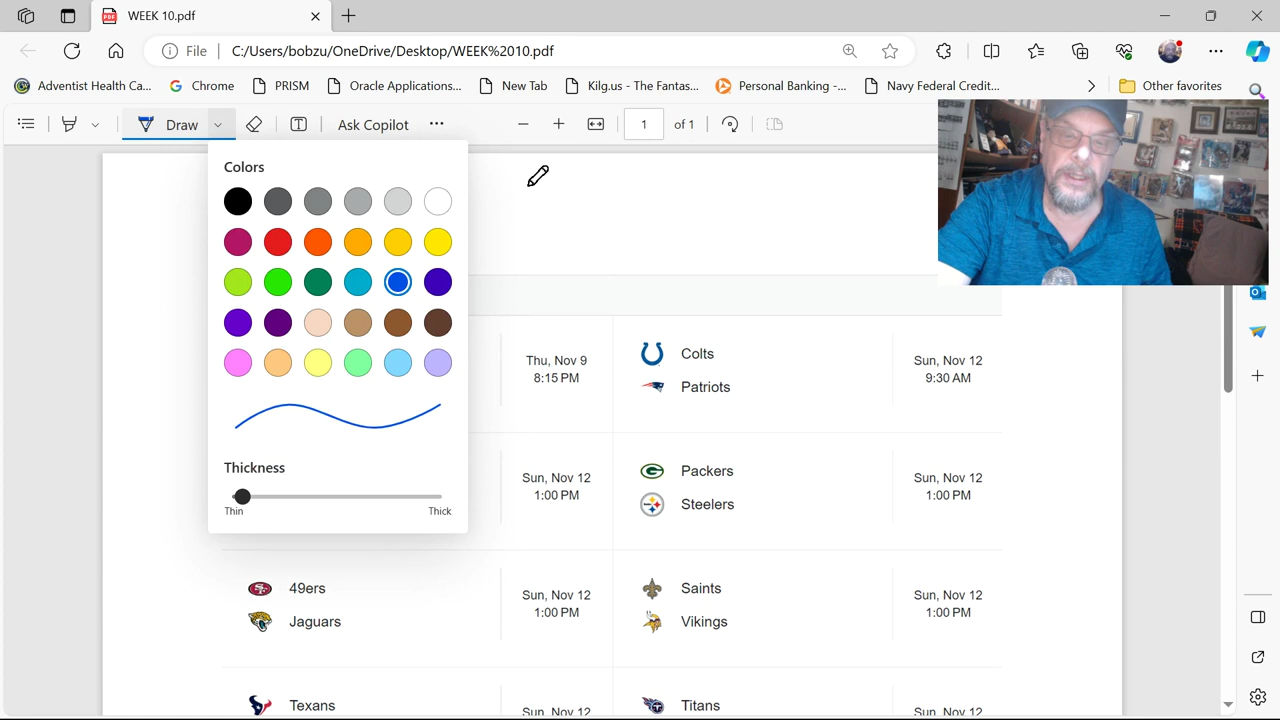 WEEK 10.pdf
File C:/Users/bobzu/OneDrive/Desktop/WEEK%2010.pdf
Adventist Health Ca... Chrome PRISM Oracle Applications... New Tab Kilg.us - The Fantas... Personal Banking -... Navy Federal Credit... Other favorites
Draw Ask Copilot 1 of 1
Colors
Thickness
Thin Thick
Thu, Nov 9
8:15 PM
Colts
Patriots
Sun, Nov 12
9:30 AM
Sun, Nov 12
1:00 PM
Packers
Steelers
Sun, Nov 12
1:00 PM
49ers
Jaguars
Sun, Nov 12
1:00 PM
Saints
Vikings
Sun, Nov 12
1:00 PM
Texans
Sun, Nov 12
Titans
Sun, Nov 12